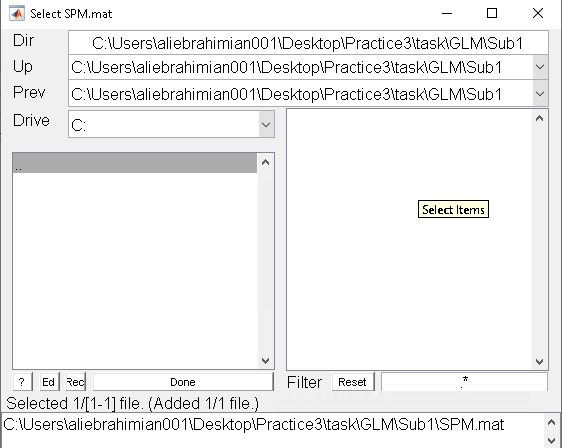 Select SPM.mat
Dir C:\Users\aliebrahimian001\Desktop\Practice3\task\GLM\Sub1
Up C:\Users\aliebrahimian001\Desktop\Practice3\task\GLM\Sub1
Prev C:\Users\aliebrahimian001\Desktop\Practice3\task\GLM\Sub1
Drive C:
..
Select Items
? Ed Rec Done Filter Reset .*
Selected 1/[1-1] file. (Added 1/1 file.)
C:\Users\aliebrahimian001\Desktop\Practice3\task\GLM\Sub1\SPM.mat